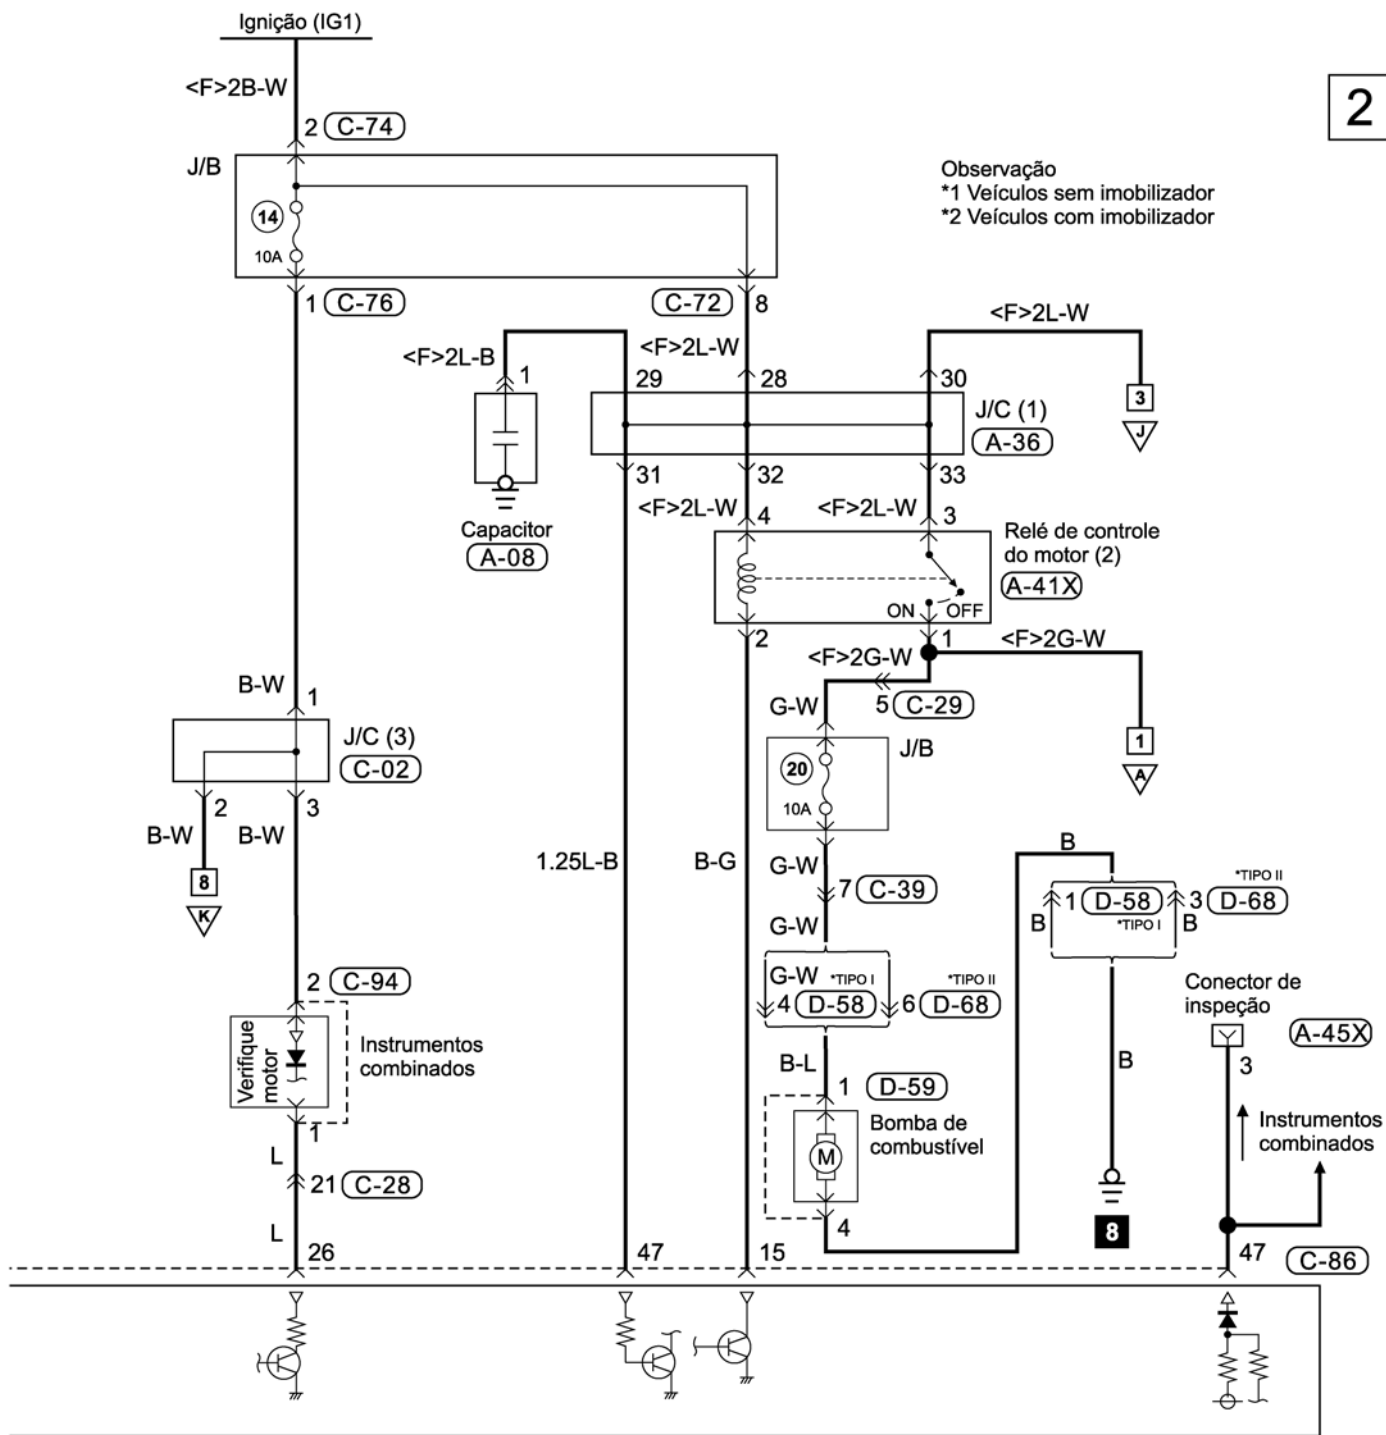 Ignição (IG1)
<F>2B-W
2
C-74
2
J/B
Observação
*1 Veículos sem imobilizador
*2 Veículos com imobilizador
14
10A
1
C-76
C-72
8
<F>2L-W
<F>2L-B
<F>2L-W
1
29
28
30
3
J
J/C (1)
A-36
31
32
33
<F>2L-W
4
<F>2L-W
3
Capacitor
A-08
Relé de controle
do motor (2)
A-41X
ON
OFF
2
1
<F>2G-W
<F>2G-W
B-W
1
G-W
5
C-29
J/C (3)
C-02
J/B
20
10A
1
A
2
3
B-W
B-W
8
K
1.25L-B
B-G
G-W
7
C-39
G-W
B
*TIPO II
1
D-58
3
D-68
B
*TIPO I
B
G-W
*TIPO I
*TIPO II
4
D-58
6
D-68
2
C-94
Conector de
inspeção
A-45X
3
Verifique
motor
Instrumentos
combinados
B-L
1
D-59
B
Bomba de
combustível
M
Instrumentos
combinados
1
L
21
C-28
4
8
L
26
47
15
47
C-86